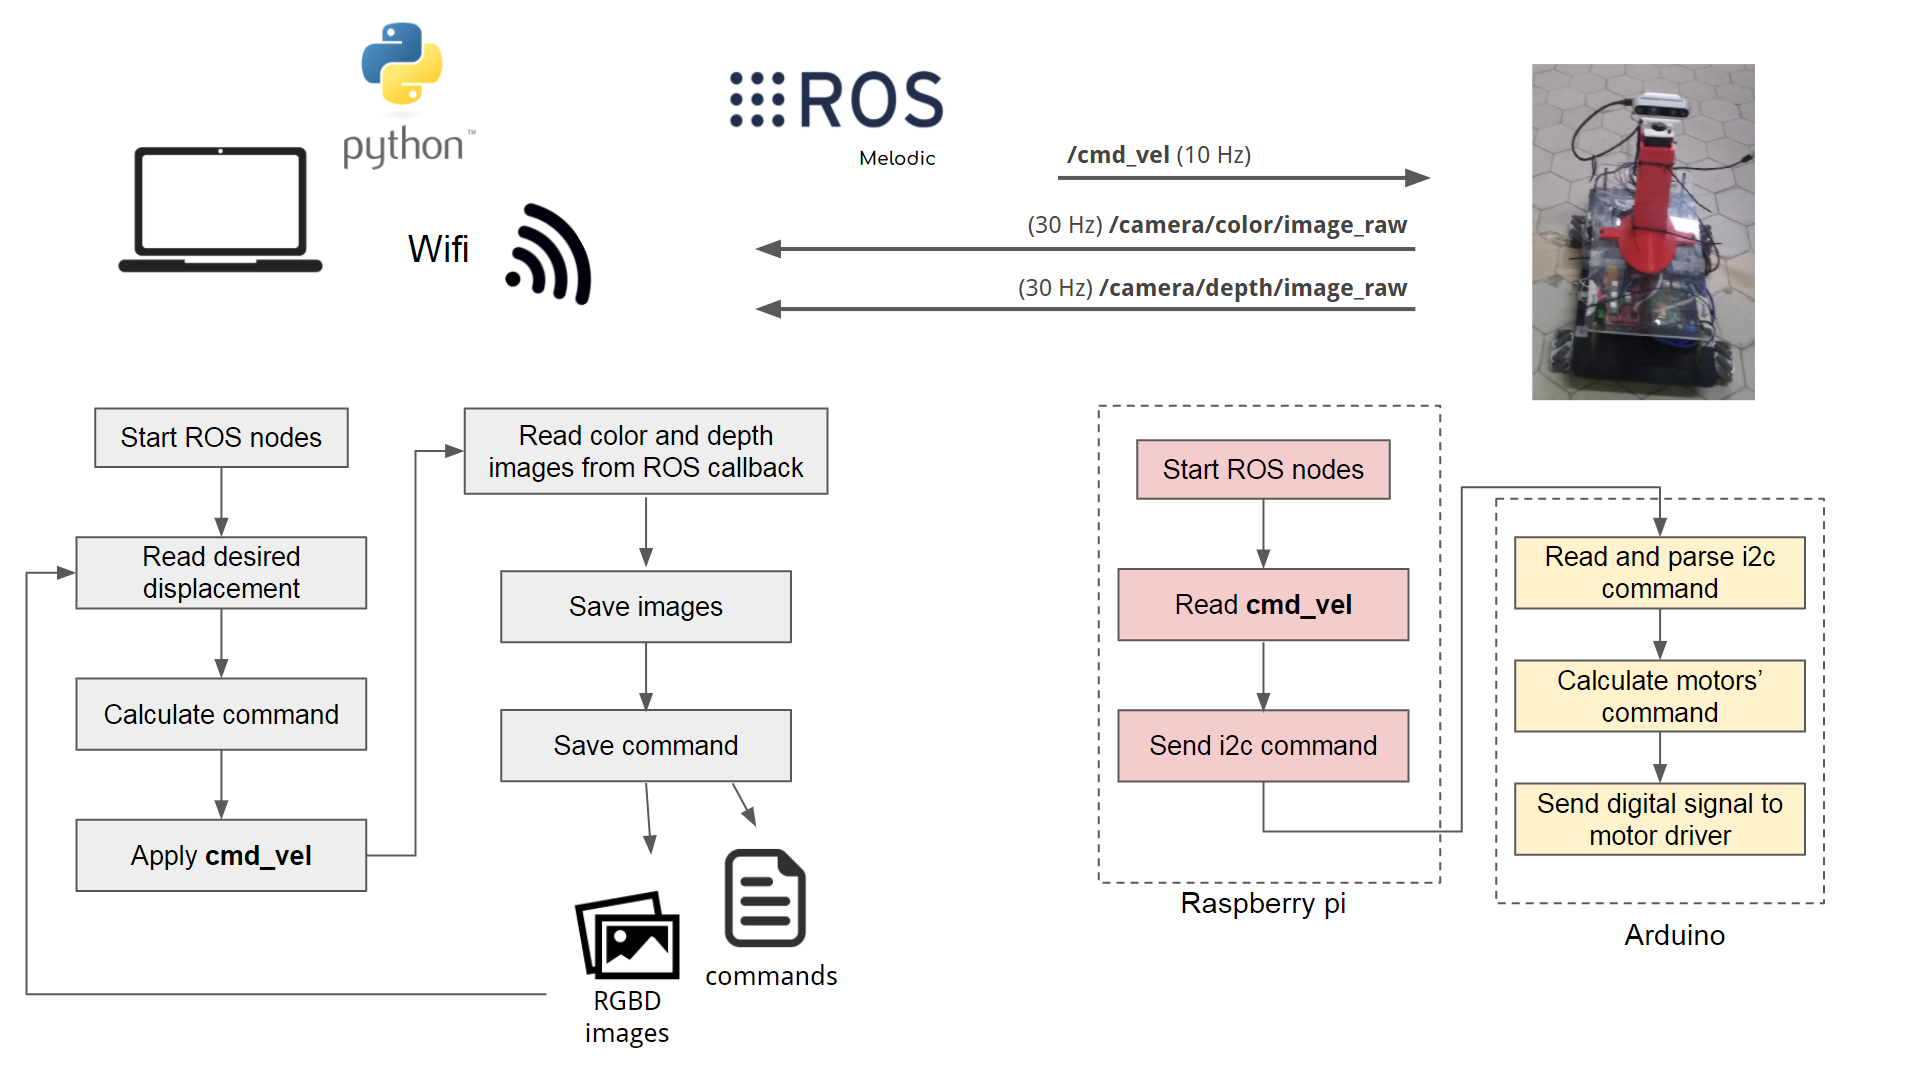 python™
ROS
Melodic
Wifi
/cmd_vel (10 Hz)
(30 Hz) /camera/color/image_raw
(30 Hz) /camera/depth/image_raw
Start ROS nodes
Read desired
displacement
Calculate command
Apply cmd_vel
Read color and depth
images from ROS callback
Save images
Save command
RGBD
images
commands
Start ROS nodes
Read cmd_vel
Send i2c command
Raspberry pi
Read and parse i2c
command
Calculate motors’
command
Send digital signal to
motor driver
Arduino